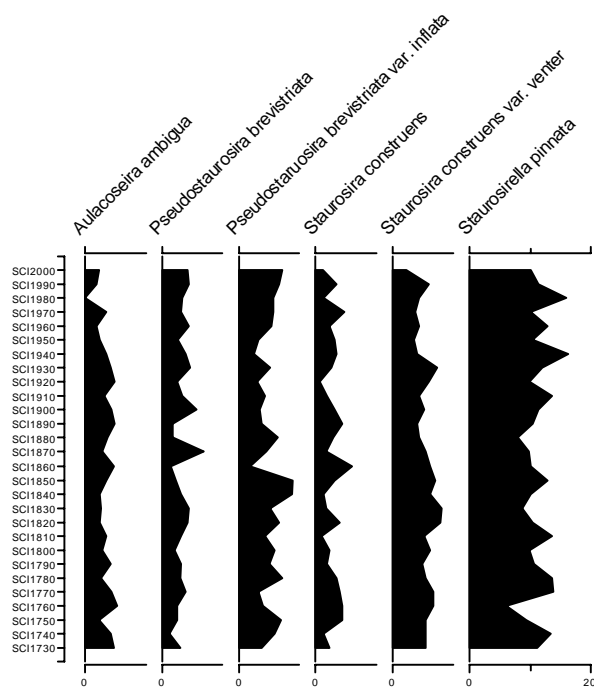 Aulacoseira ambigua
Pseudostaurosira brevistriata
Pseudostaruosira brevistriata var. inflata
Staurosira construens
Staurosira construens var. venter
Staurosirella pinnata
SCI2000
SCI1990
SCI1980
SCI1970
SCI1960
SCI1950
SCI1940
SCI1930
SCI1920
SCI1910
SCI1900
SCI1890
SCI1880
SCI1870
SCI1860
SCI1850
SCI1840
SCI1830
SCI1820
SCI1810
SCI1800
SCI1790
SCI1780
SCI1770
SCI1760
SCI1750
SCI1740
SCI1730
0 0 0 0 0 0 20